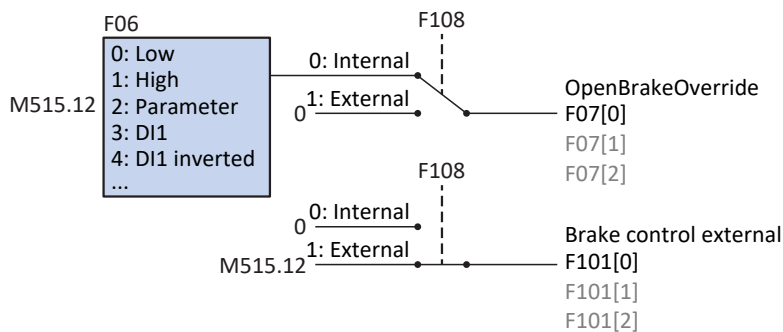 F06
F108
0: Low
1: High
2: Parameter
3: DI1
4: DI1 inverted
...
M515.12
0: Internal
1: External
0
OpenBrakeOverride
F07[0]
F07[1]
F07[2]
F108
0: Internal
0
1: External
M515.12
Brake control external
F101[0]
F101[1]
F101[2]